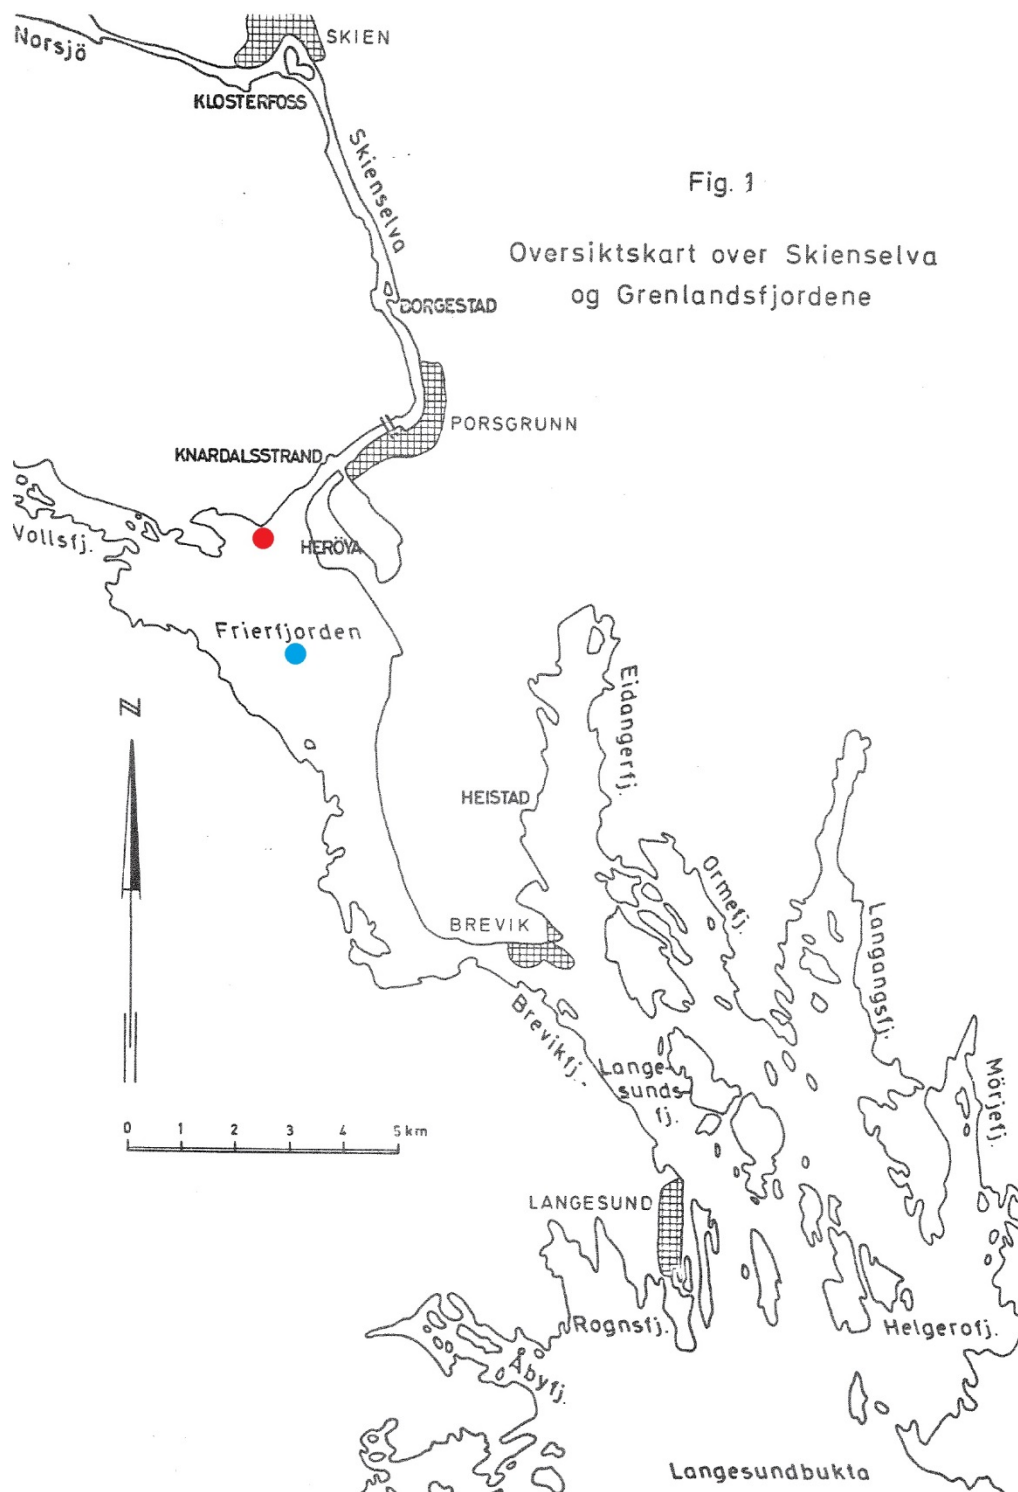 Norsjö
SKIEN
KLOSTERFOSS
Skienselva
Fig. 1
Oversiktskart over Skienselva
og Grenlandsfjordene
BORGESTAD
PORSGRUNN
KNARDALSSTRAND
Vollsfj.
HERÖYA
Frierfjorden
Eidangerfj.
N
HEISTAD
Ormefj.
Langangsfj.
BREVIK
Brevikfj.
Lange-
sunds-
fj.
Mörjefj.
0 1 2 3 4 5 km
LANGESUND
Rognsfj.
Helgerofj.
Åbyfj.
Langesundbukta